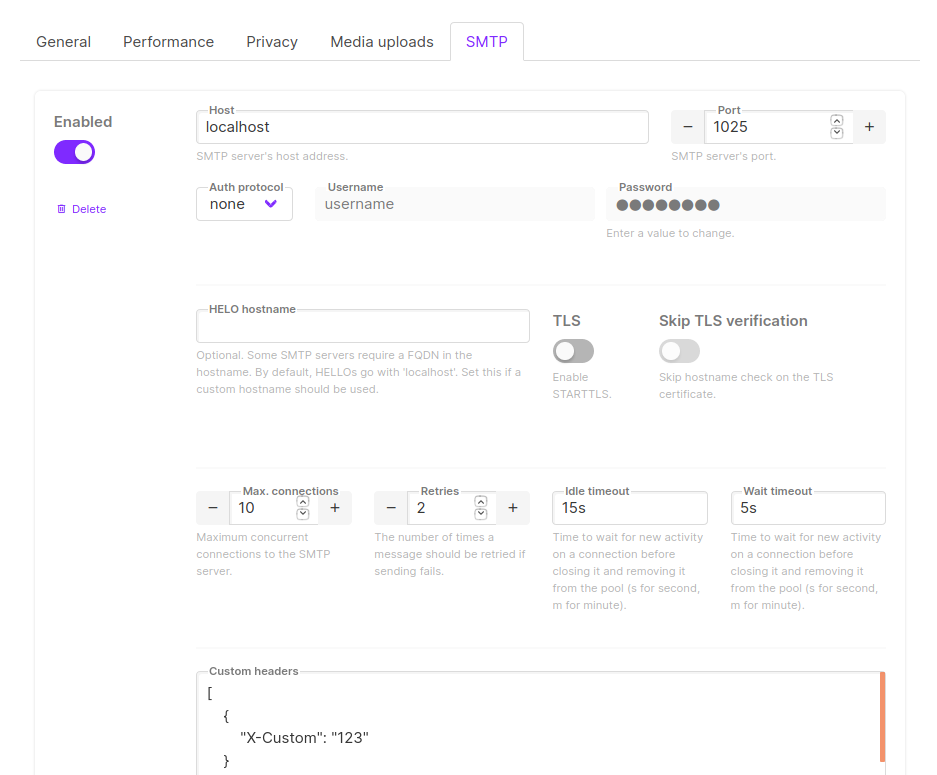 General Performance Privacy Media uploads SMTP
Enabled
Delete
Host
localhost
SMTP server's host address.
Port
− 1025 +
SMTP server's port.
Auth protocol
none
Username
username
Password
●●●●●●●●
Enter a value to change.
HELO hostname
Optional. Some SMTP servers require a FQDN in the
hostname. By default, HELLOs go with 'localhost'. Set this if a
custom hostname should be used.
TLS
Enable
STARTTLS.
Skip TLS verification
Skip hostname check on the TLS
certificate.
Max. connections
− 10 +
Maximum concurrent
connections to the SMTP
server.
Retries
− 2 +
The number of times a
message should be retried if
sending fails.
Idle timeout
15s
Time to wait for new activity
on a connection before
closing it and removing it
from the pool (s for second,
m for minute).
Wait timeout
5s
Time to wait for new activity
on a connection before
closing it and removing it
from the pool (s for second,
m for minute).
Custom headers
[
{
"X-Custom": "123"
}